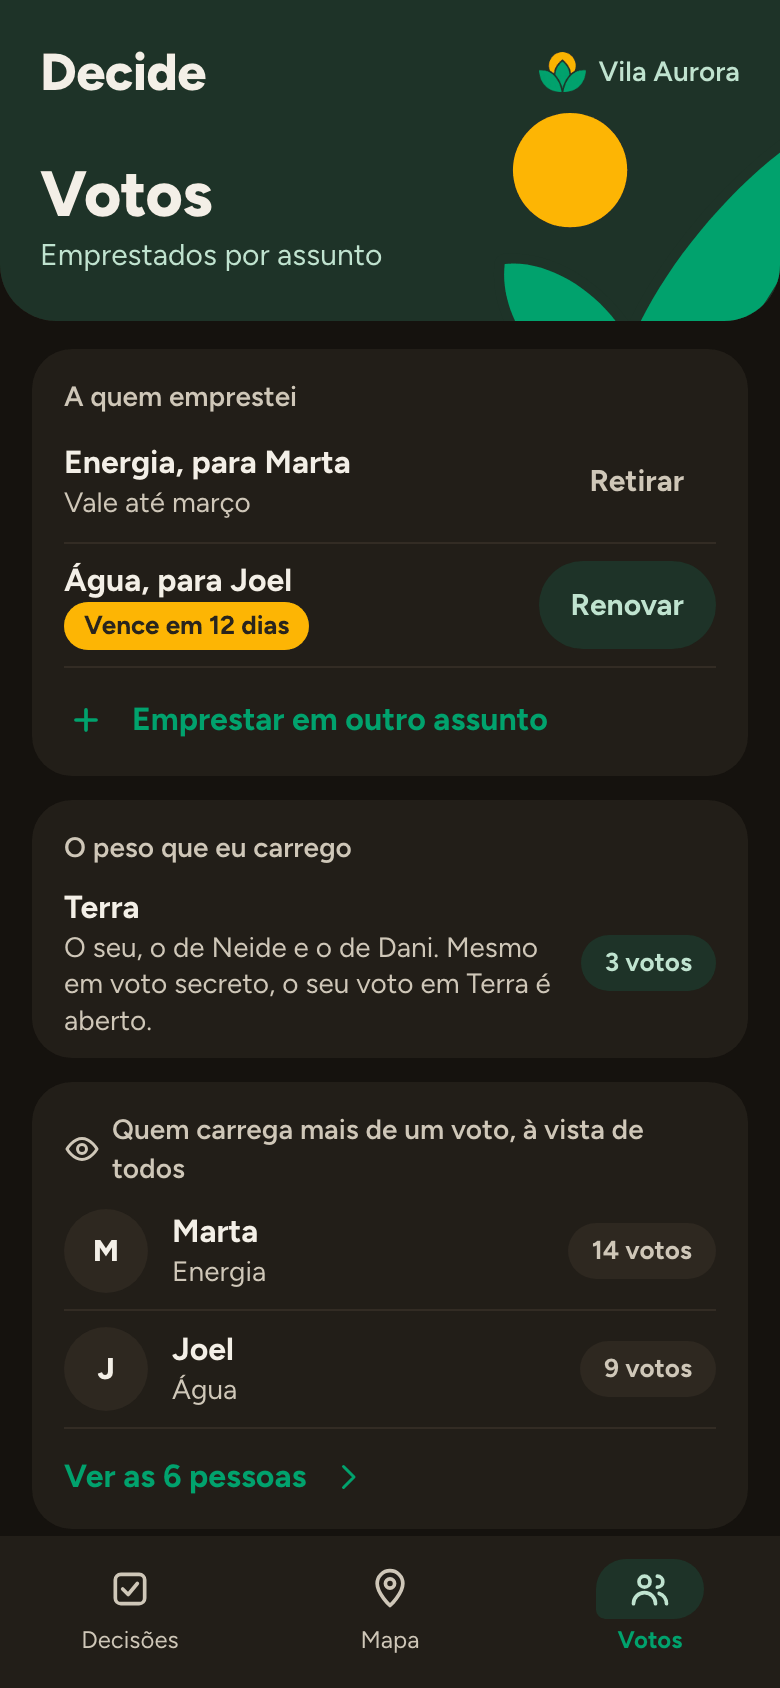 Decide
Vila Aurora
Votos
Emprestados por assunto
A quem emprestei
Energia, para Marta
Vale até março
Retirar
Água, para Joel
Vence em 12 dias
Renovar
Emprestar em outro assunto
O peso que eu carrego
Terra
O seu, o de Neide e o de Dani. Mesmo
em voto secreto, o seu voto em Terra é
aberto.
3 votos
Quem carrega mais de um voto, à vista de
todos
M
Marta
Energia
14 votos
J
Joel
Água
9 votos
Ver as 6 pessoas
Decisões
Mapa
Votos